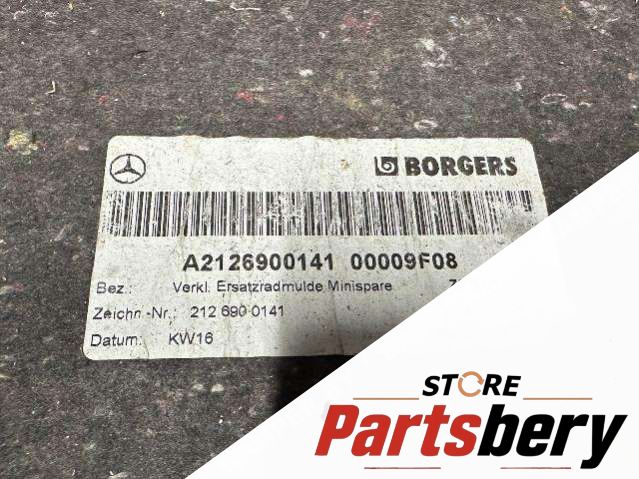 BORGERS
A2126900141 00009F08
Bez.: Verkl. Ersatzradmulde Minispare
Zeichn.-Nr.: 212 690 0141
Datum: KW16
STORE
Partsbery